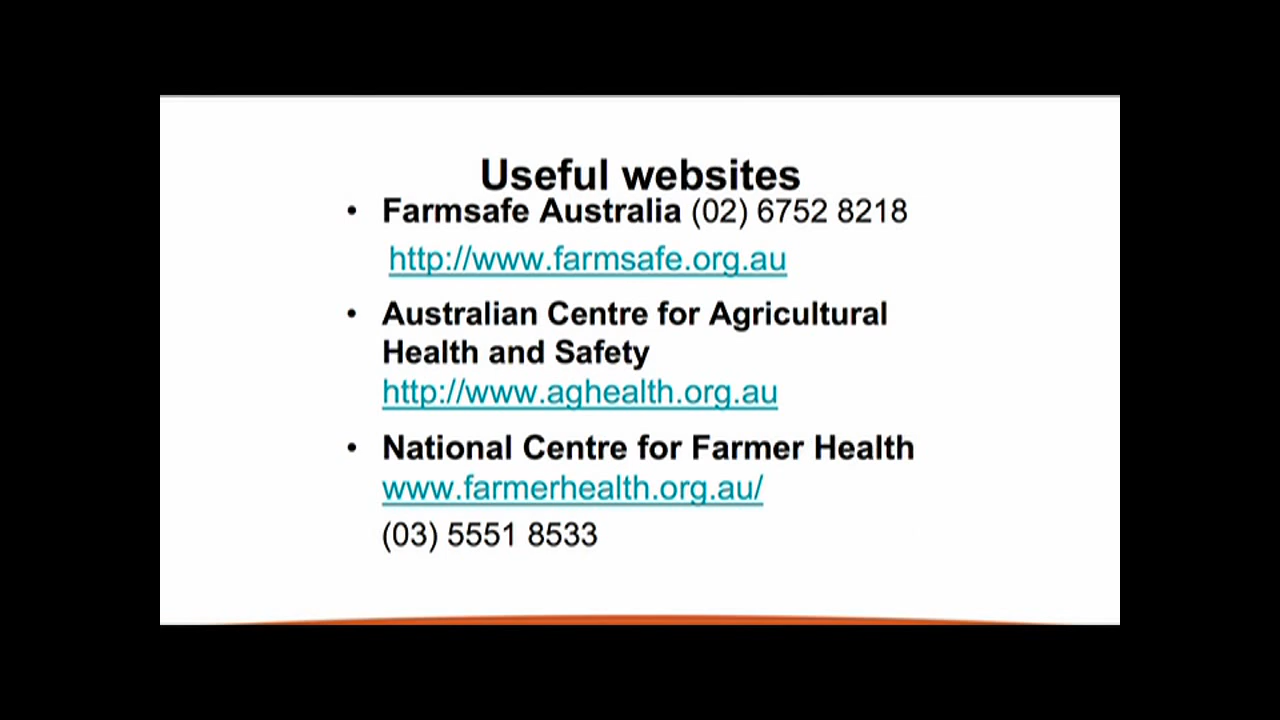 Useful websites
• Farmsafe Australia (02) 6752 8218
http://www.farmsafe.org.au
• Australian Centre for Agricultural
Health and Safety
http://www.aghealth.org.au
• National Centre for Farmer Health
www.farmerhealth.org.au/
(03) 5551 8533